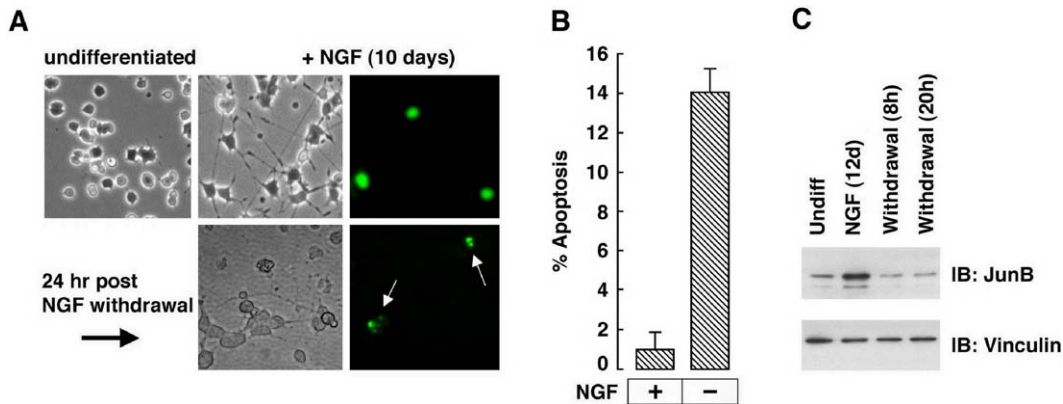 A
undifferentiated
+ NGF (10 days)
24 hr post
NGF withdrawal
B
16
14
12
10
8
6
4
2
0
% Apoptosis
NGF + −
C
Undiff
NGF (12d)
Withdrawal (8h)
Withdrawal (20h)
IB: JunB
IB: Vinculin